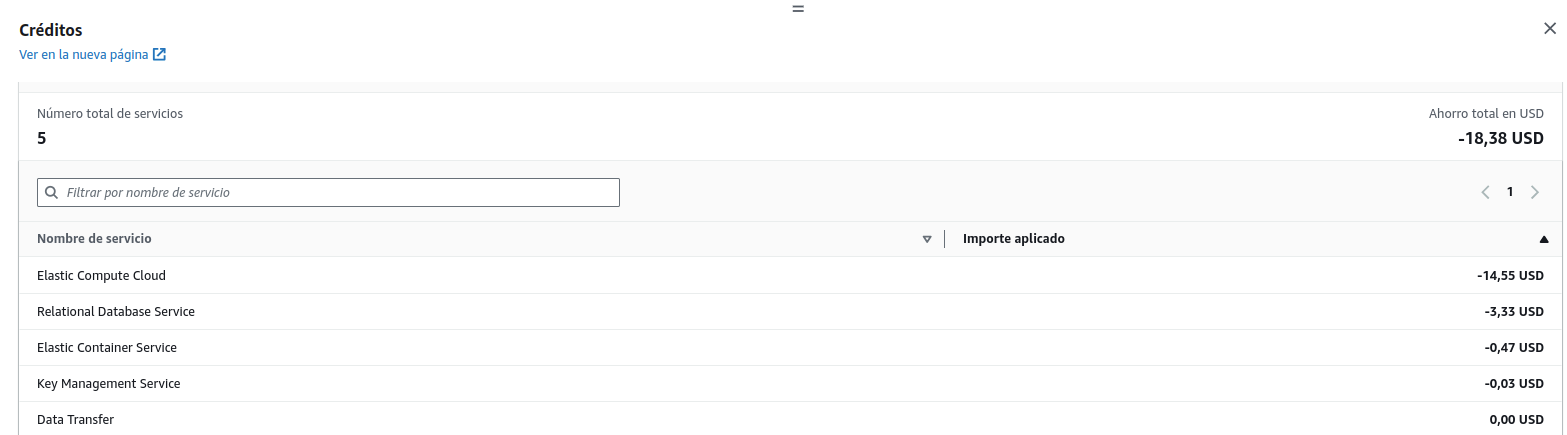 Créditos
Ver en la nueva página
Número total de servicios
5
Ahorro total en USD
-18,38 USD
Filtrar por nombre de servicio
1
Nombre de servicio Importe aplicado
Elastic Compute Cloud -14,55 USD
Relational Database Service -3,33 USD
Elastic Container Service -0,47 USD
Key Management Service -0,03 USD
Data Transfer 0,00 USD